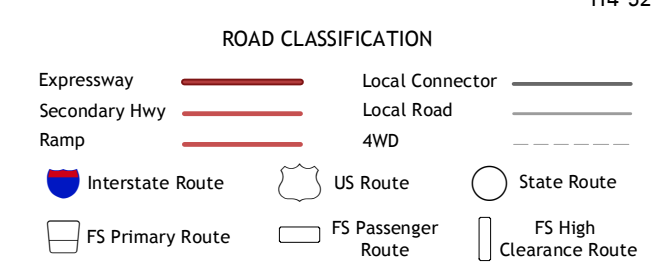 ROAD CLASSIFICATION
Expressway
Local Connector
Secondary Hwy
Local Road
Ramp
4WD
Interstate Route
US Route
State Route
FS Primary Route
FS Passenger
Route
FS High
Clearance Route